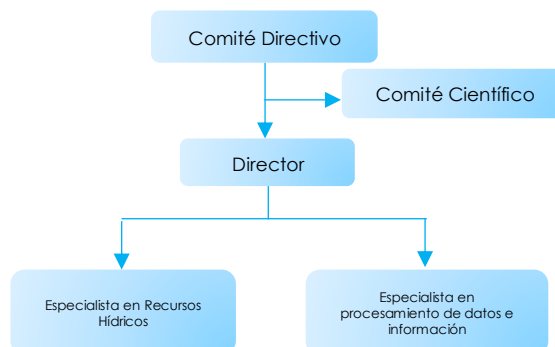 Comité Directivo
Comité Científico
Director
Especialista en Recursos
Hídricos
Especialista en
procesamiento de datos e
información